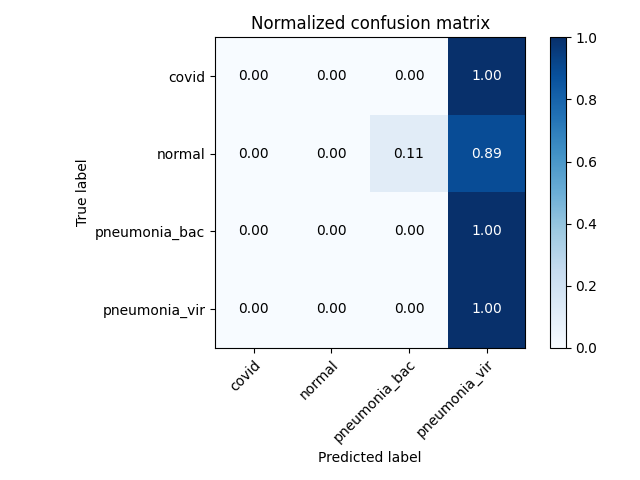 Normalized confusion matrix
True label
covid 0.00 0.00 0.00 1.00
normal 0.00 0.00 0.11 0.89
pneumonia_bac 0.00 0.00 0.00 1.00
pneumonia_vir 0.00 0.00 0.00 1.00
covid normal pneumonia_bac pneumonia_vir
Predicted label
1.0
0.8
0.6
0.4
0.2
0.0